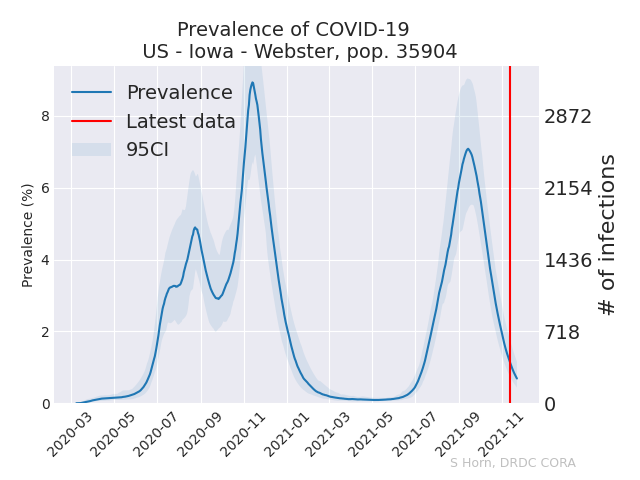 Prevalence of COVID-19
US - Iowa - Webster, pop. 35904
Prevalence
Latest data
95CI
Prevalence (%)
8
6
4
2
0
2872
2154
1436
718
0
# of infections
2020-03
2020-05
2020-07
2020-09
2020-11
2021-01
2021-03
2021-05
2021-07
2021-09
2021-11
S Horn, DRDC CORA